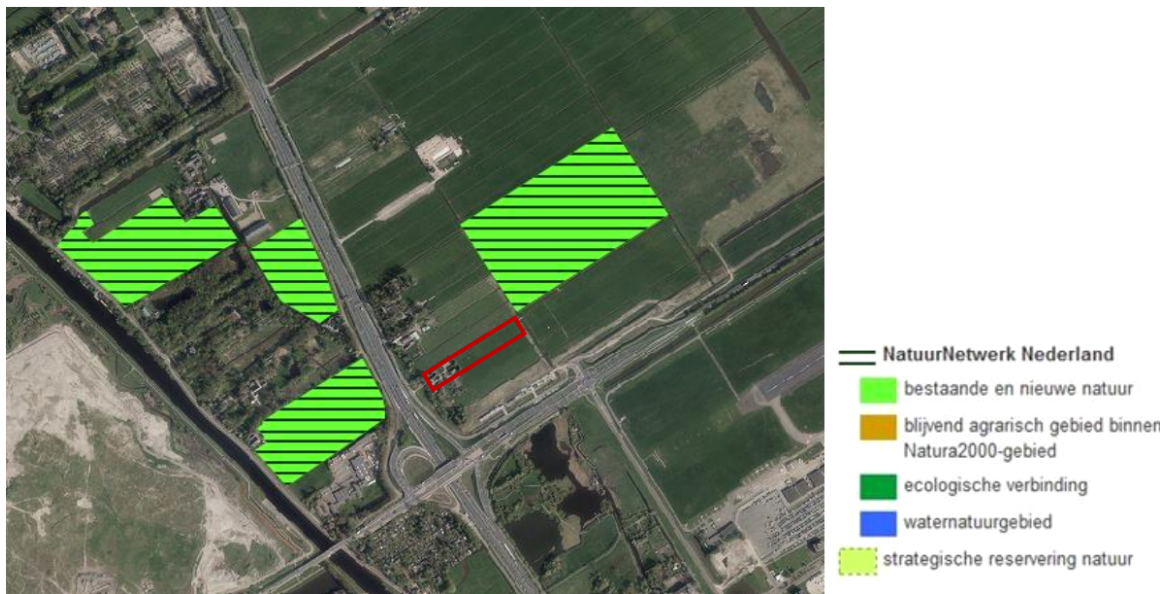 NatuurNetwerk Nederland
bestaande en nieuwe natuur
blijvend agrarisch gebied binnen
Natura2000-gebied
ecologische verbinding
waternatuurgebied
strategische reservering natuur